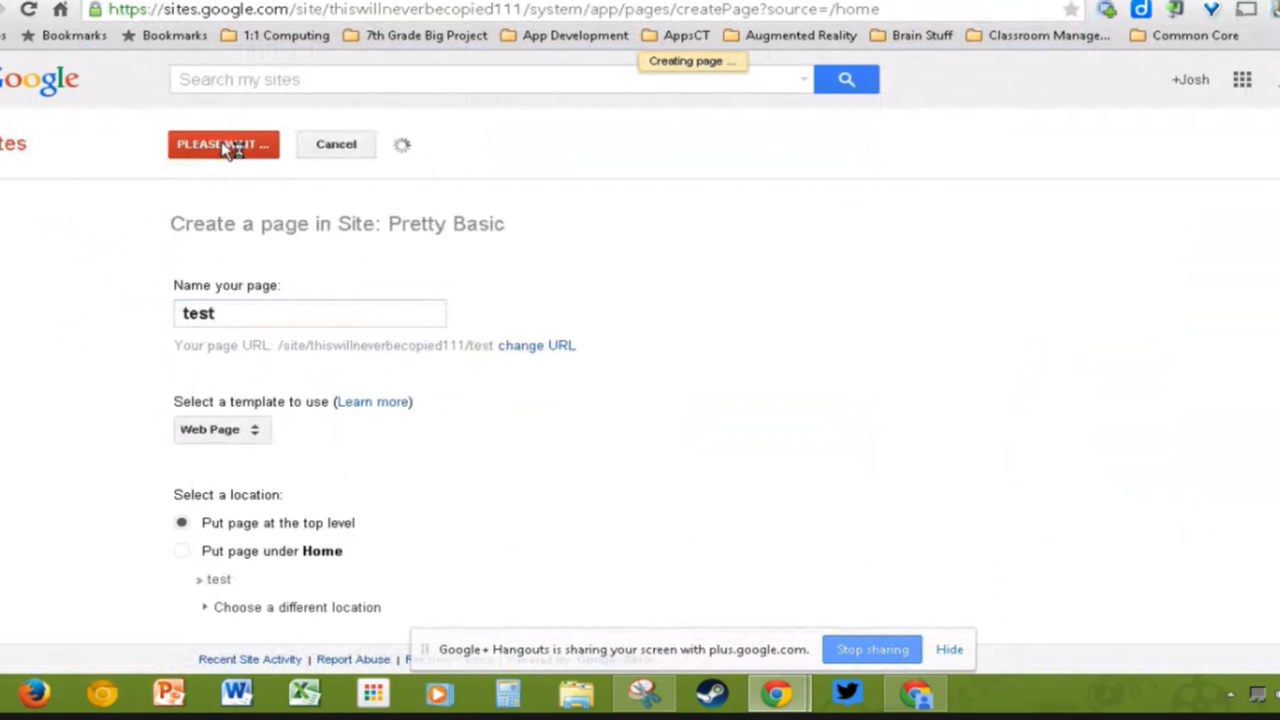 https://sites.google.com/site/thiswillneverbecopied111/system/app/pages/createPage?source=/home
Bookmarks Bookmarks 1:1 Computing 7th Grade Big Project App Development AppsCT Augmented Reality Brain Stuff Classroom Manage... Common Core
Creating page ...
Google Search my sites +Josh
PLEASE WAIT ... Cancel
Create a page in Site: Pretty Basic
Name your page:
test
Your page URL: /site/thiswillneverbecopied111/test change URL
Select a template to use (Learn more)
Web Page
Select a location:
Put page at the top level
Put page under Home
» test
Choose a different location
Google+ Hangouts is sharing your screen with plus.google.com. Stop sharing Hide
Recent Site Activity | Report Abuse |